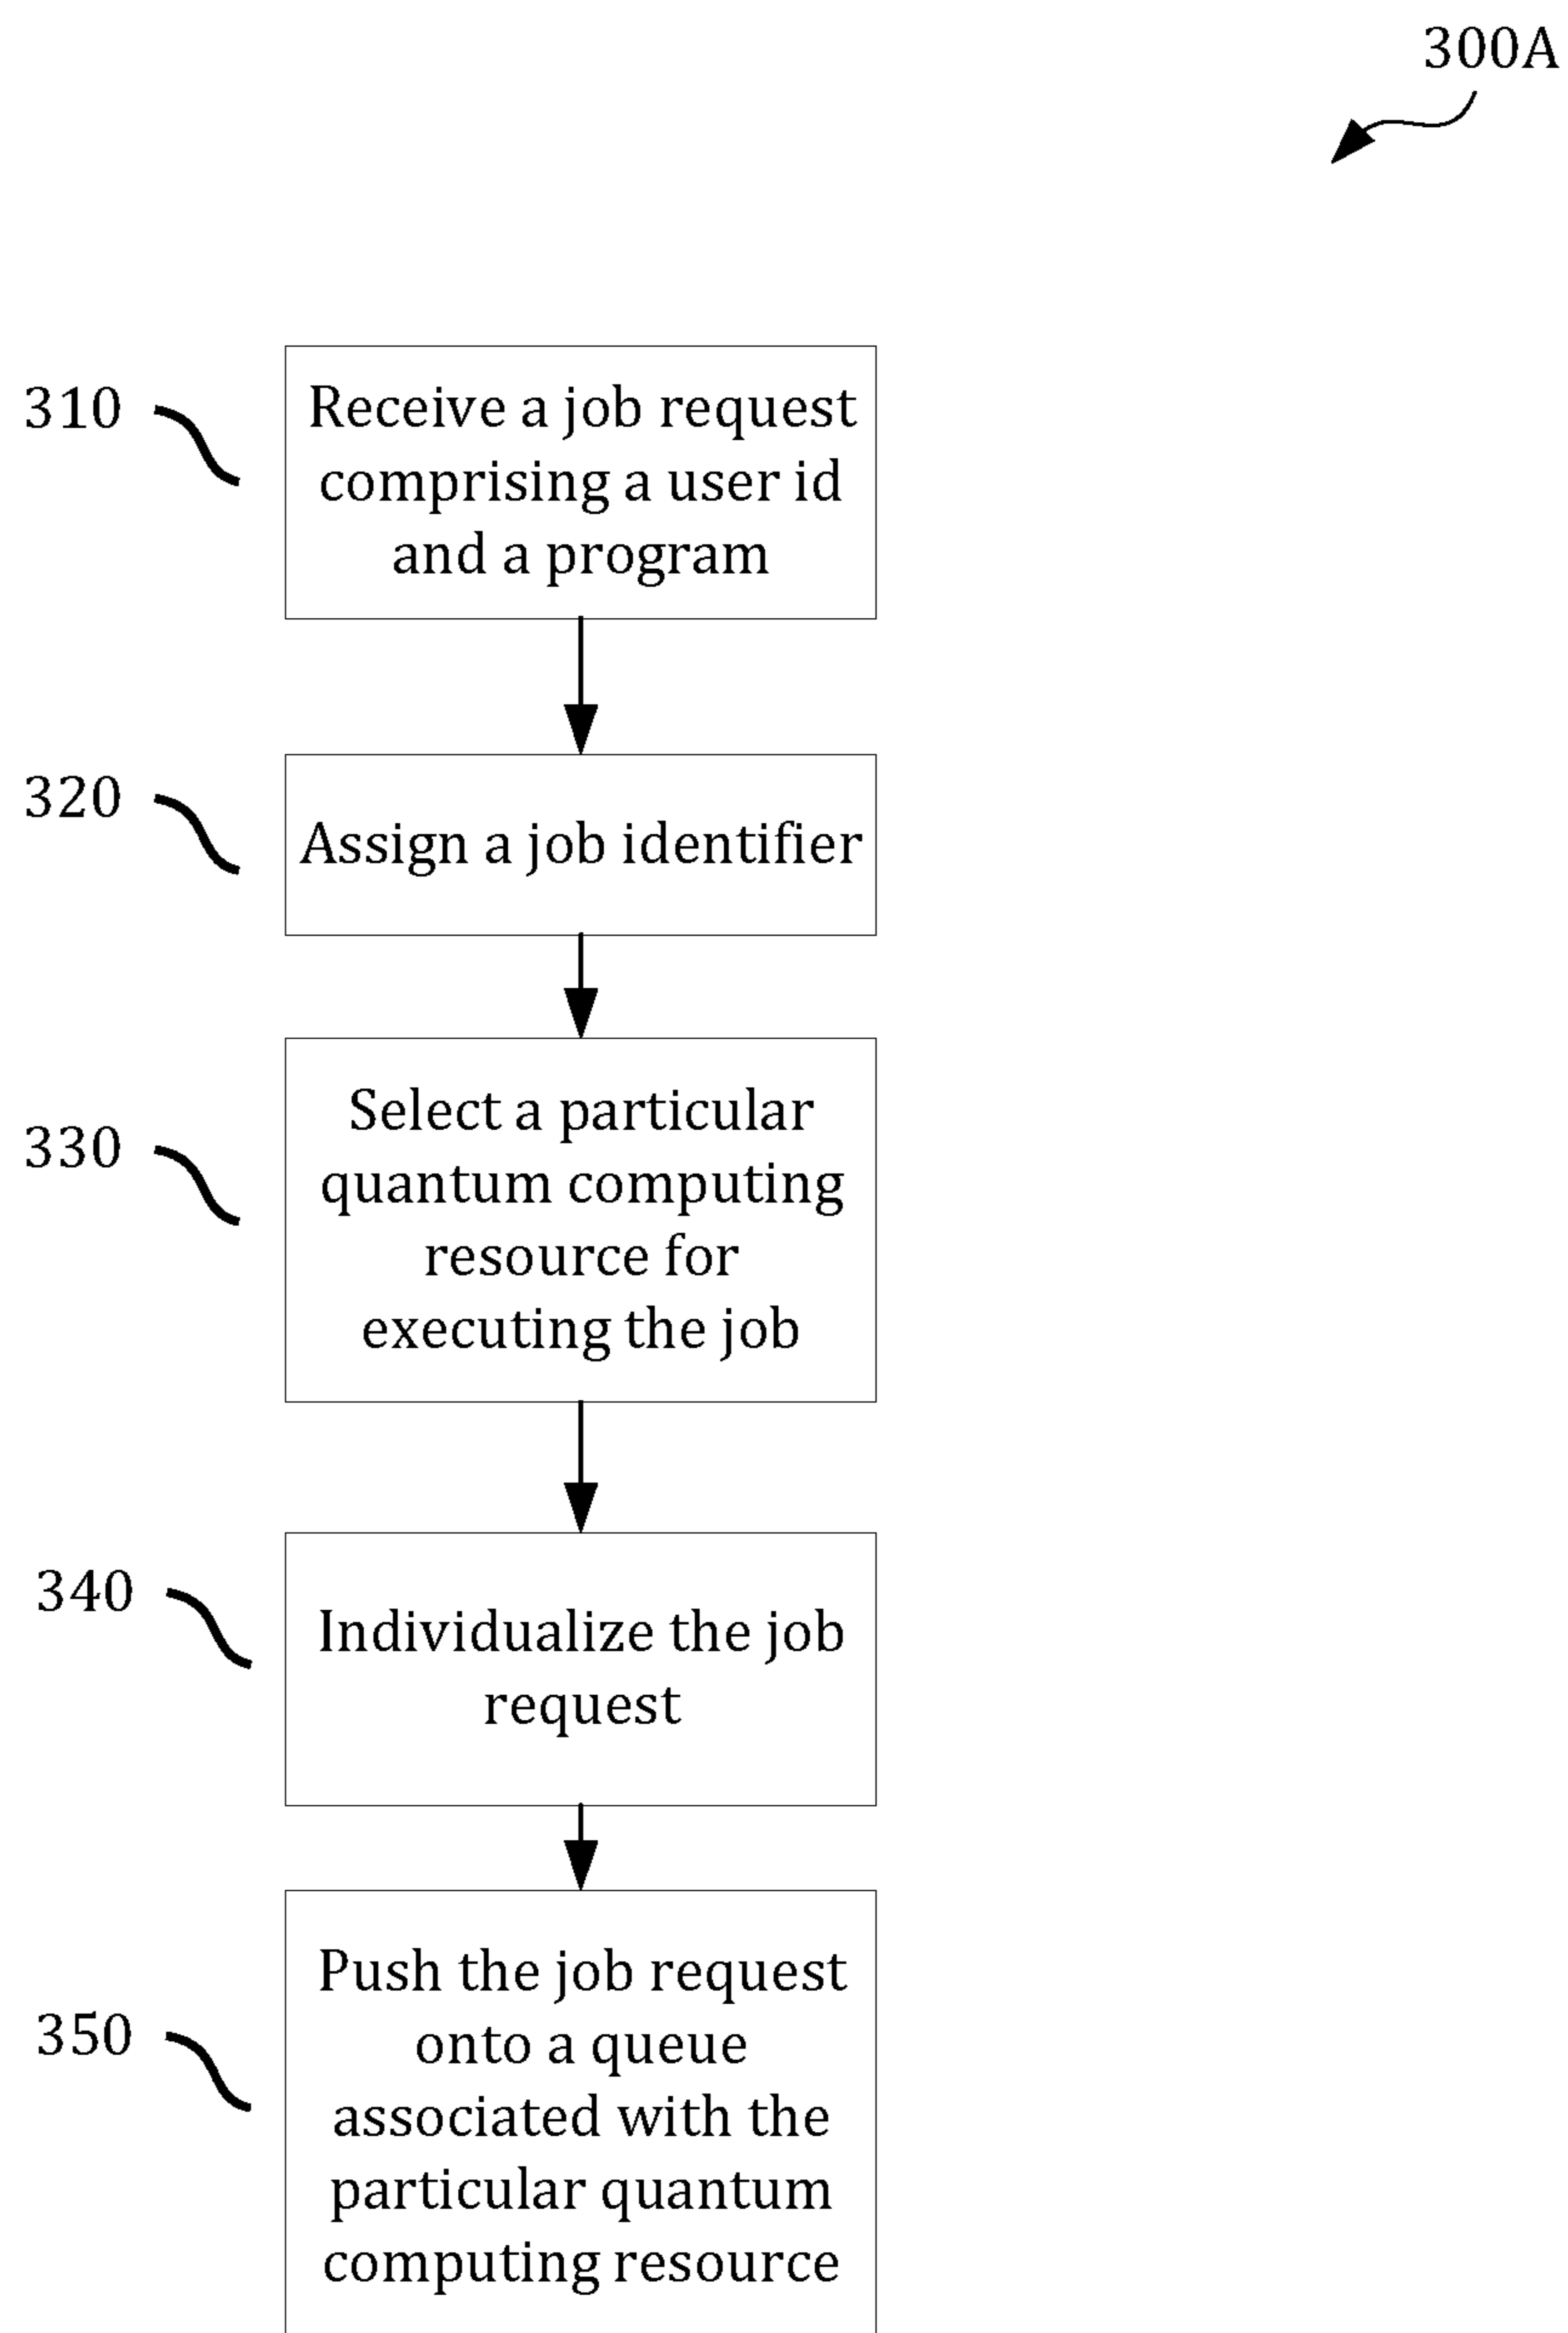 300A
310
Receive a job request
comprising a user id
and a program
320
Assign a job identifier
330
Select a particular
quantum computing
resource for
executing the job
340
Individualize the job
request
350
Push the job request
onto a queue
associated with the
particular quantum
computing resource